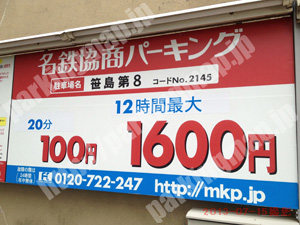 名鉄協商パーキング
駐車場名 笹島第8 コードNo.2145
12時間最大
20分
100円 1600円
0120-722-247 http://mkp.jp